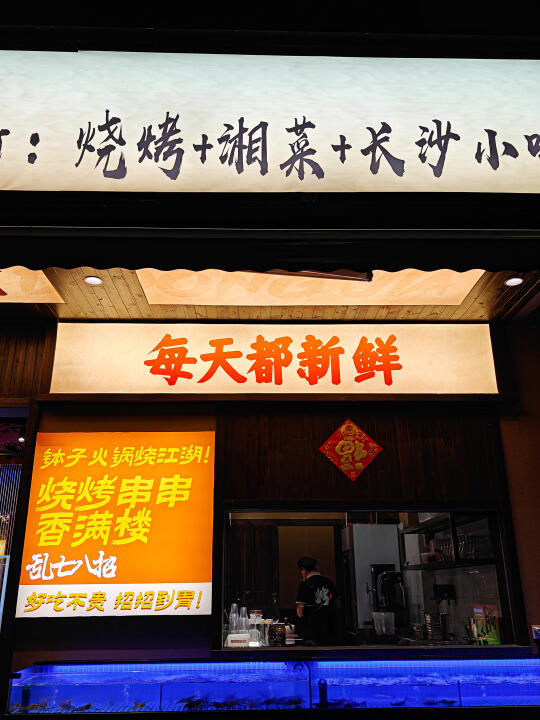 ：烧烤+湘菜+长沙小
每天都新鲜
钵子火锅烧江湖！
烧烤串串
香满楼
乱七八招
好吃不贵 招招到胃！